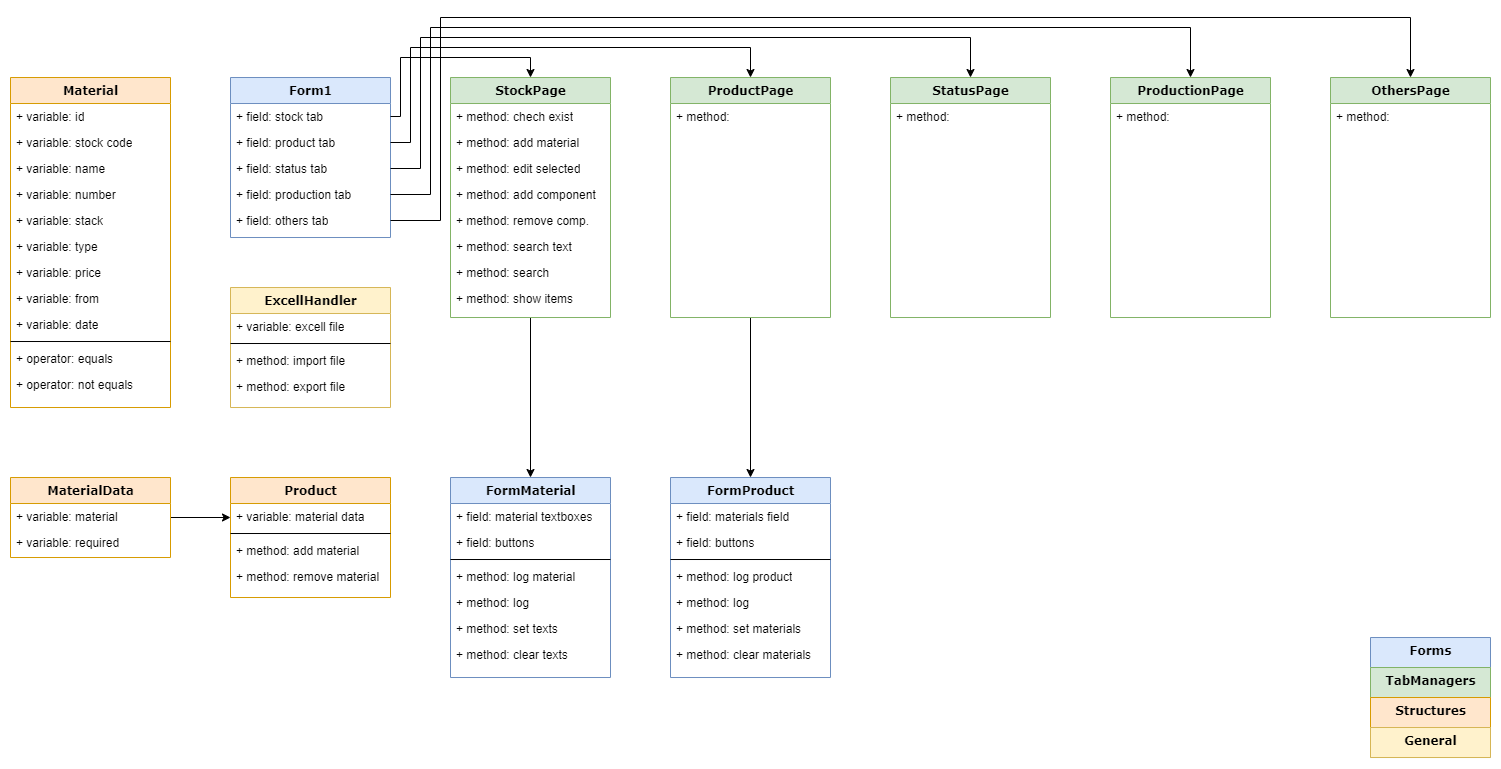 Material
+ variable: id
+ variable: stock code
+ variable: name
+ variable: number
+ variable: stack
+ variable: type
+ variable: price
+ variable: from
+ variable: date
+ operator: equals
+ operator: not equals
Form1
+ field: stock tab
+ field: product tab
+ field: status tab
+ field: production tab
+ field: others tab
StockPage
+ method: chech exist
+ method: add material
+ method: edit selected
+ method: add component
+ method: remove comp.
+ method: search text
+ method: search
+ method: show items
ProductPage
+ method:
StatusPage
+ method:
ProductionPage
+ method:
OthersPage
+ method:
ExcellHandler
+ variable: excell file
+ method: import file
+ method: export file
MaterialData
+ variable: material
+ variable: required
Product
+ variable: material data
+ method: add material
+ method: remove material
FormMaterial
+ field: material textboxes
+ field: buttons
+ method: log material
+ method: log
+ method: set texts
+ method: clear texts
FormProduct
+ field: materials field
+ field: buttons
+ method: log product
+ method: log
+ method: set materials
+ method: clear materials
Forms
TabManagers
Structures
General